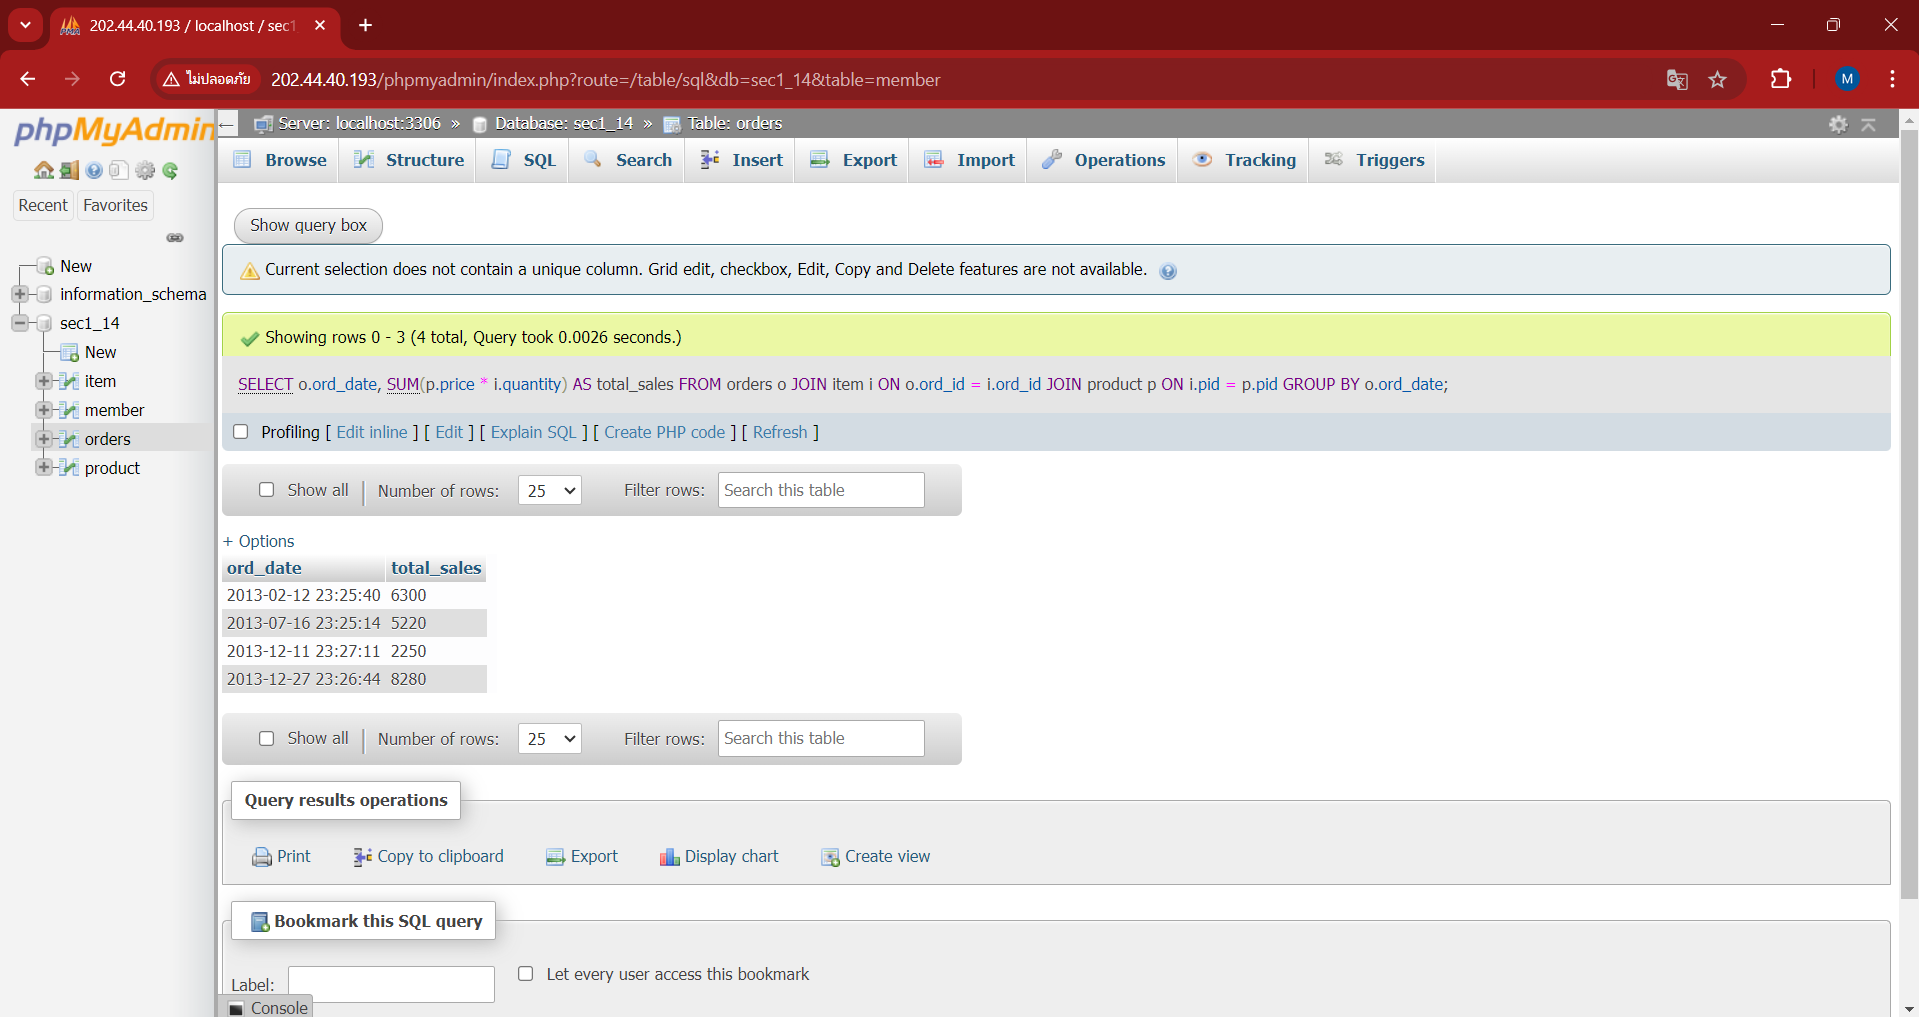 202.44.40.193 / localhost / sec1
ไม่ปลอดภัย 202.44.40.193/phpmyadmin/index.php?route=/table/sql&db=sec1_14&table=member M
phpMyAdmin
Recent Favorites
New
information_schema
sec1_14
New
item
member
orders
product
Server: localhost:3306 » Database: sec1_14 » Table: orders
Browse Structure SQL Search Insert Export Import Operations Tracking Triggers
Show query box
Current selection does not contain a unique column. Grid edit, checkbox, Edit, Copy and Delete features are not available.
Showing rows 0 - 3 (4 total, Query took 0.0026 seconds.)
SELECT o.ord_date, SUM(p.price * i.quantity) AS total_sales FROM orders o JOIN item i ON o.ord_id = i.ord_id JOIN product p ON i.pid = p.pid GROUP BY o.ord_date;
Profiling [ Edit inline ] [ Edit ] [ Explain SQL ] [ Create PHP code ] [ Refresh ]
Show all | Number of rows: 25 Filter rows: Search this table
+ Options
ord_date total_sales
2013-02-12 23:25:40 6300
2013-07-16 23:25:14 5220
2013-12-11 23:27:11 2250
2013-12-27 23:26:44 8280
Show all | Number of rows: 25 Filter rows: Search this table
Query results operations
Print Copy to clipboard Export Display chart Create view
Bookmark this SQL query
Label: Let every user access this bookmark
Console